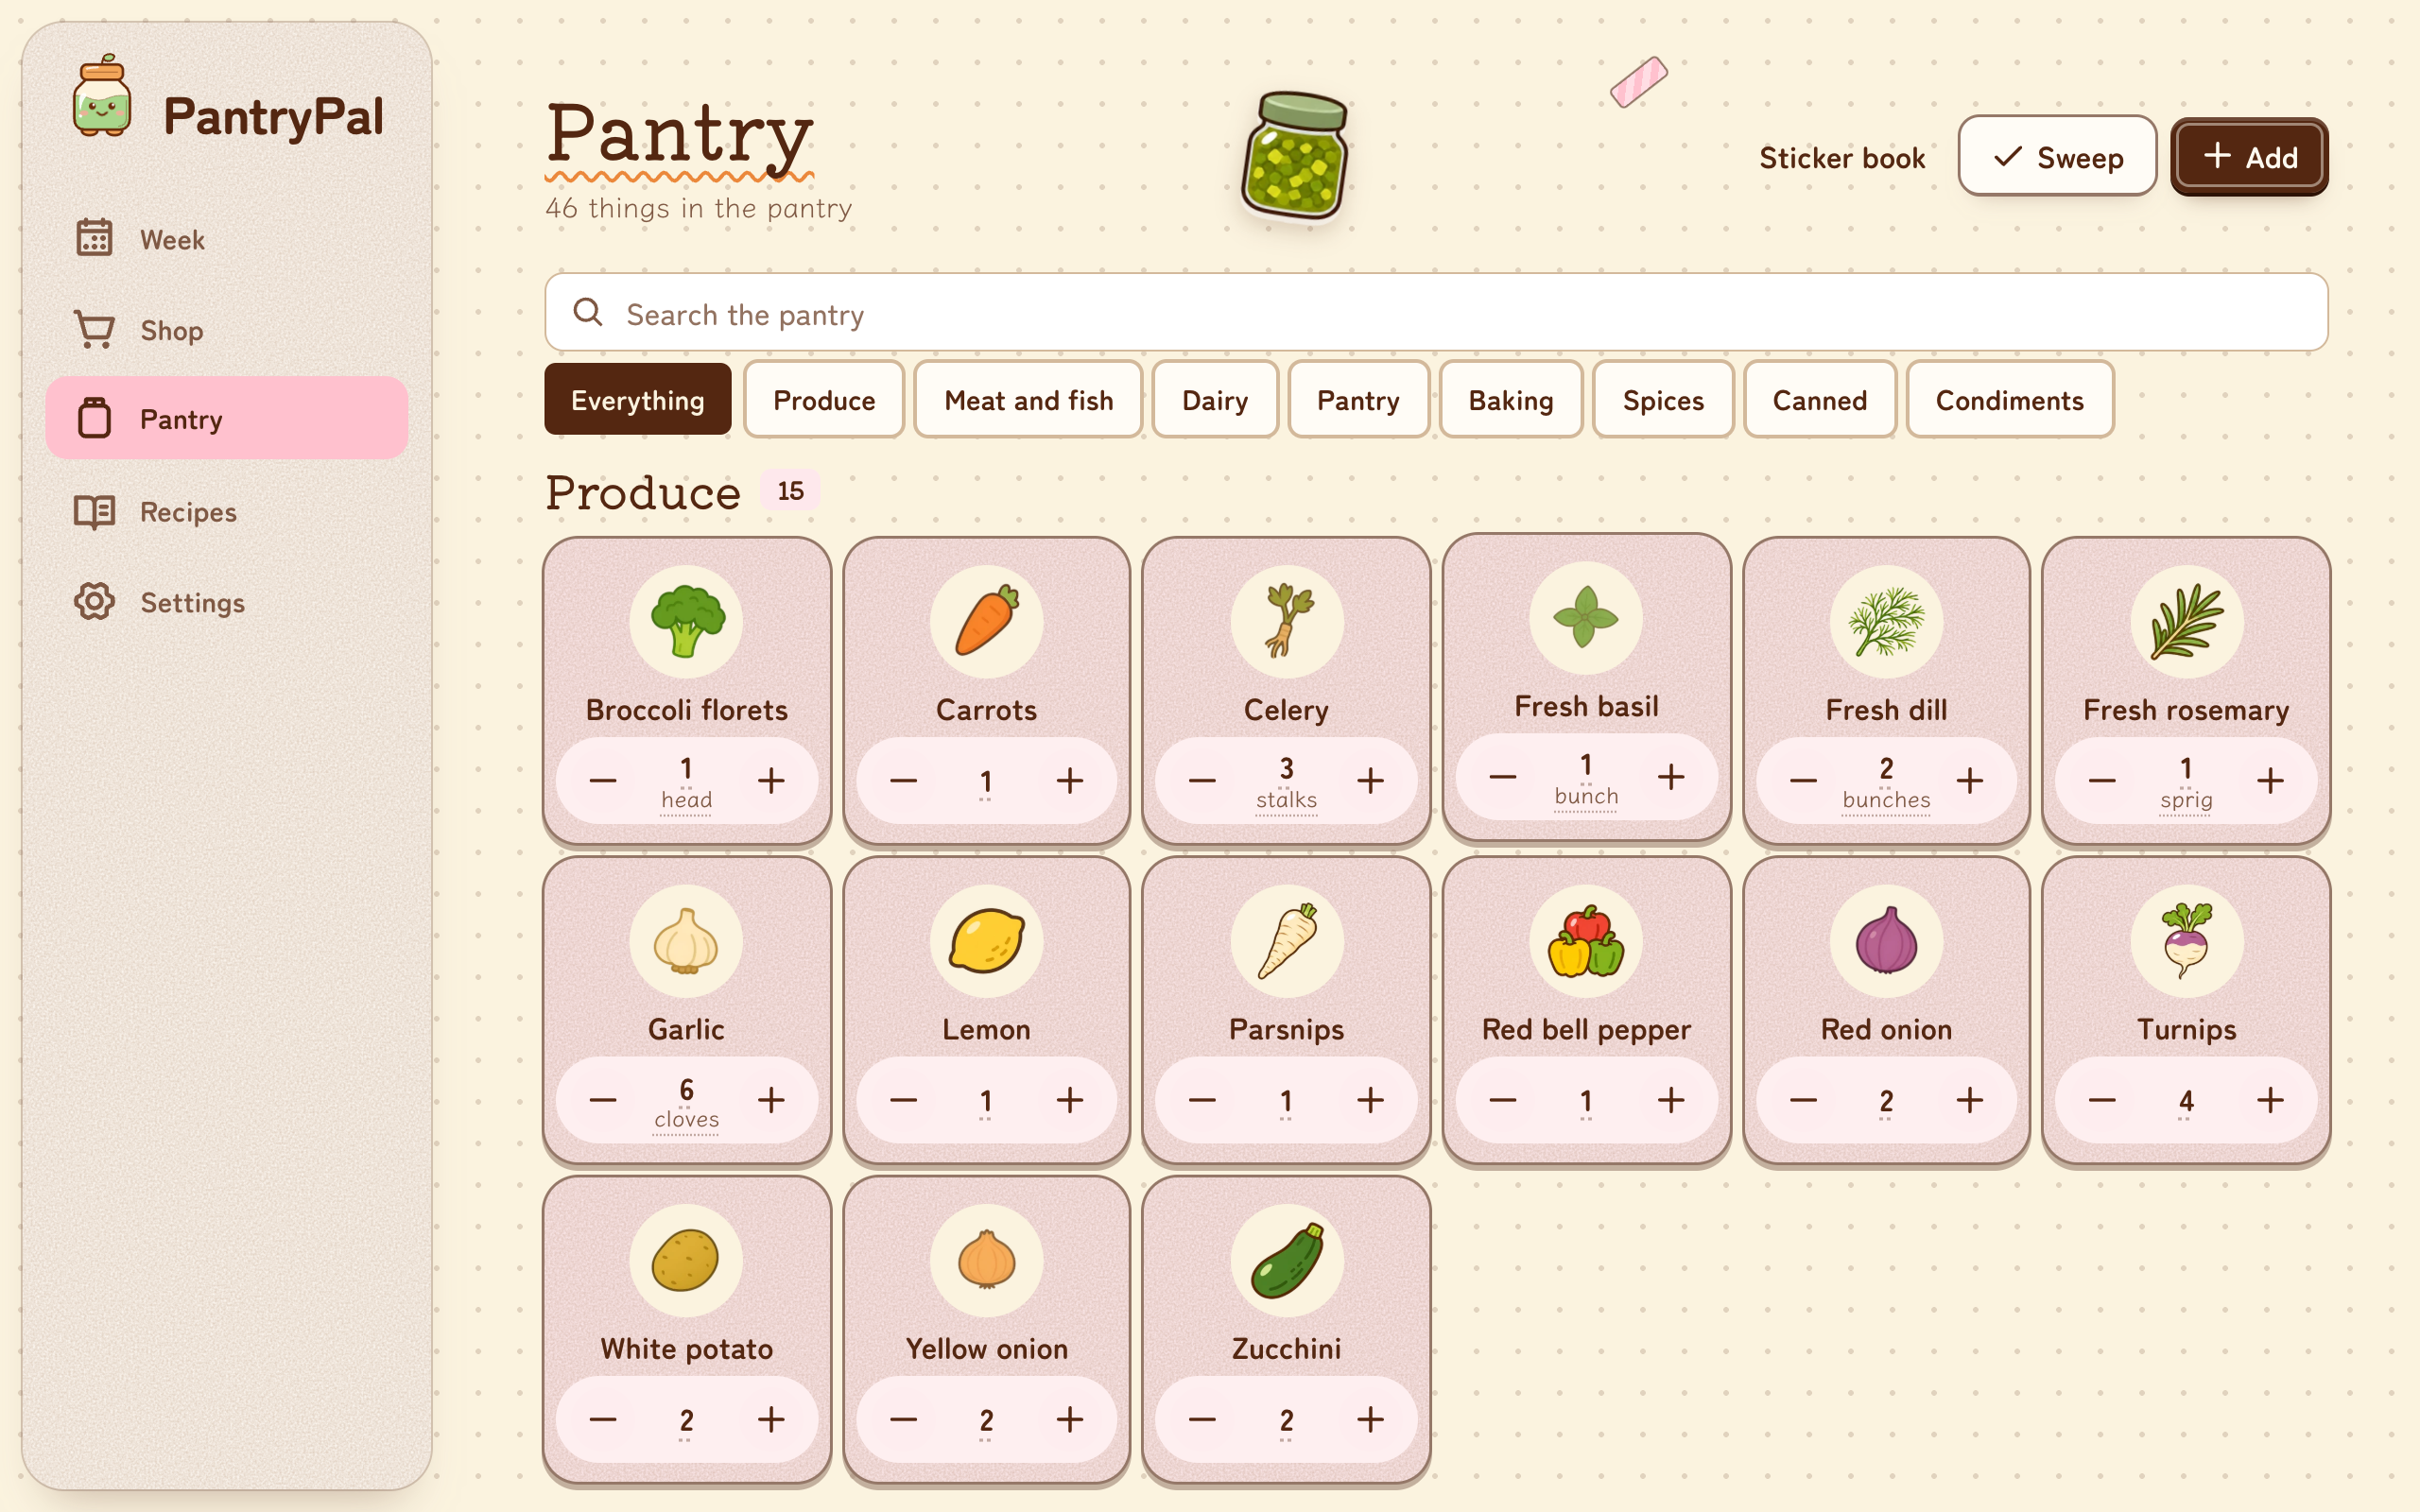 PantryPal
Week
Shop
Pantry
Recipes
Settings
Pantry
46 things in the pantry
Sticker book
Sweep
Add
Search the pantry
Everything
Produce
Meat and fish
Dairy
Pantry
Baking
Spices
Canned
Condiments
Produce 15
Broccoli florets
1
head
Carrots
1
Celery
3
stalks
Fresh basil
1
bunch
Fresh dill
2
bunches
Fresh rosemary
1
sprig
Garlic
6
cloves
Lemon
1
Parsnips
1
Red bell pepper
1
Red onion
2
Turnips
4
White potato
2
Yellow onion
2
Zucchini
2